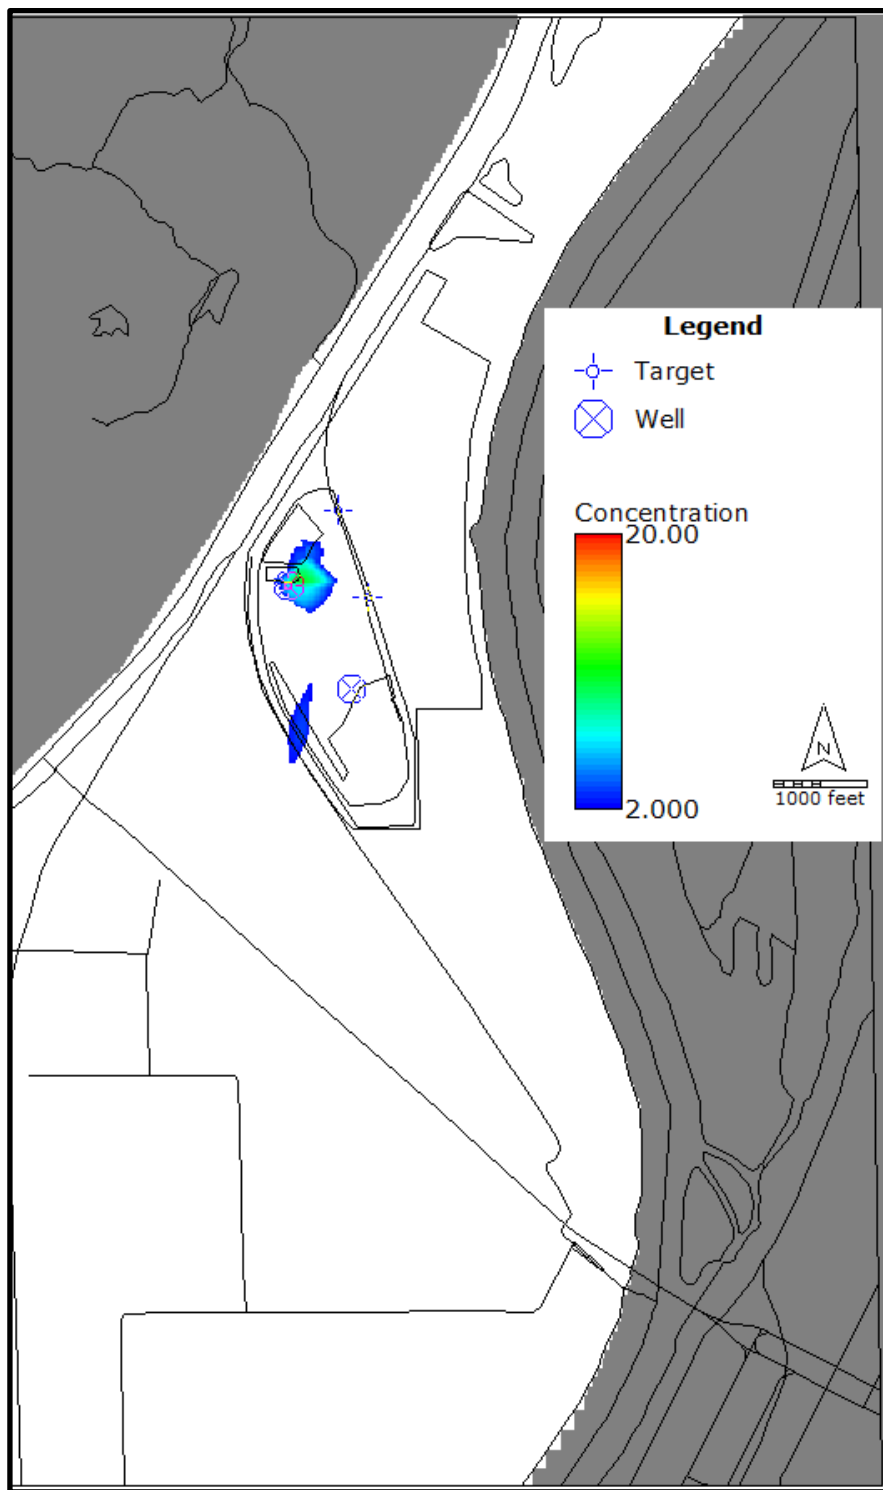 Legend
Target
Well
Concentration
20.00
2.000
N
1000 feet